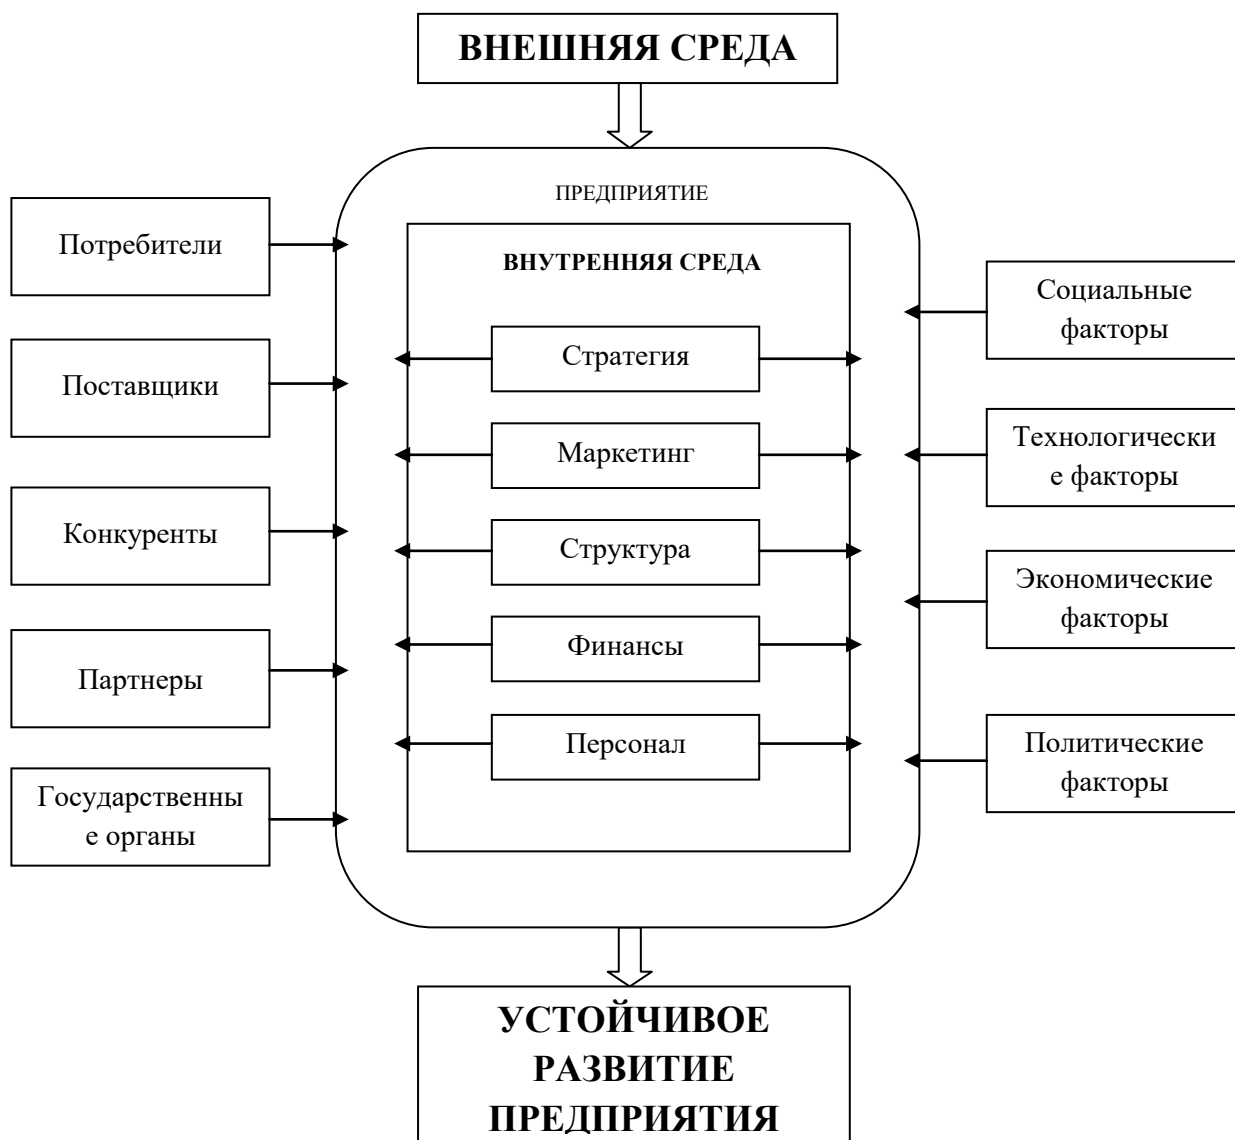 ВНЕШНЯЯ СРЕДА
ПРЕДПРИЯТИЕ
ВНУТРЕННЯЯ СРЕДА
Потребители
Поставщики
Конкуренты
Партнеры
Государственны
е органы
Стратегия
Маркетинг
Структура
Финансы
Персонал
Социальные
факторы
Технологически
е факторы
Экономические
факторы
Политические
факторы
УСТОЙЧИВОЕ
РАЗВИТИЕ
ПРЕДПРИЯТИЯ